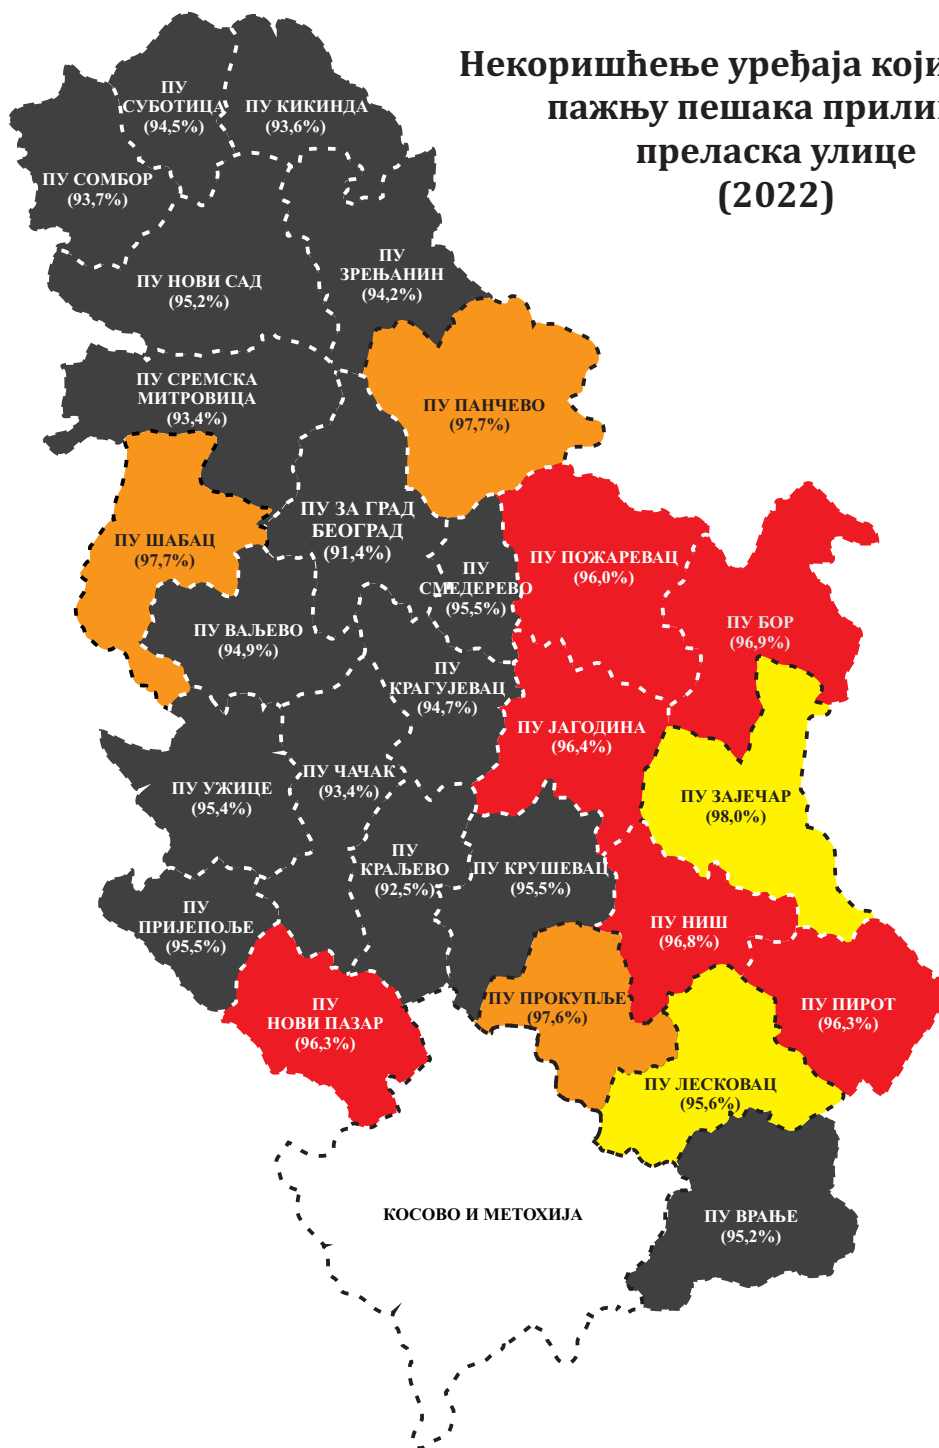 Некоришћење уређаја који
пажњу пешака
преласка улице
(2022)
ПУ
СУБОТИЦА
(94,5%)
ПУ КИКИНДА
(93,6%)
ПУ СОМБОР
(93,7%)
ПУ НОВИ САД
(95,2%)
ПУ
ЗРЕЊАНИН
(94,2%)
ПУ СРЕМСКА
МИТРОВИЦА
(93,4%)
ПУ ПАНЧЕВО
(97,7%)
ПУ ШАБАЦ
(97,7%)
ПУ ЗА ГРАД
БЕОГРАД
(91,4%)
ПУ
СМЕДЕРЕВО
(95,5%)
ПУ ПОЖАРЕВАЦ
(96,0%)
ПУ БОР
(96,9%)
ПУ ВАЉЕВО
(94,9%)
ПУ
КРАГУЈЕВАЦ
(94,7%)
ПУ ЈАГОДИНА
(96,4%)
ПУ ЗАЈЕЧАР
(98,0%)
ПУ УЖИЦЕ
(95,4%)
ПУ ЧАЧАК
(93,4%)
ПУ
КРАЉЕВО
(92,5%)
ПУ КРУШЕВАЦ
(95,5%)
ПУ
ПРИЈЕПОЉЕ
(95,5%)
ПУ НИШ
(96,8%)
ПУ
НОВИ ПАЗАР
(96,3%)
ПУ ПРОКУПЉЕ
(97,6%)
ПУ ПИРОТ
(96,3%)
ПУ ЛЕСКОВАЦ
(95,6%)
КОСОВО И МЕТОХИЈА
ПУ ВРАЊЕ
(95,2%)